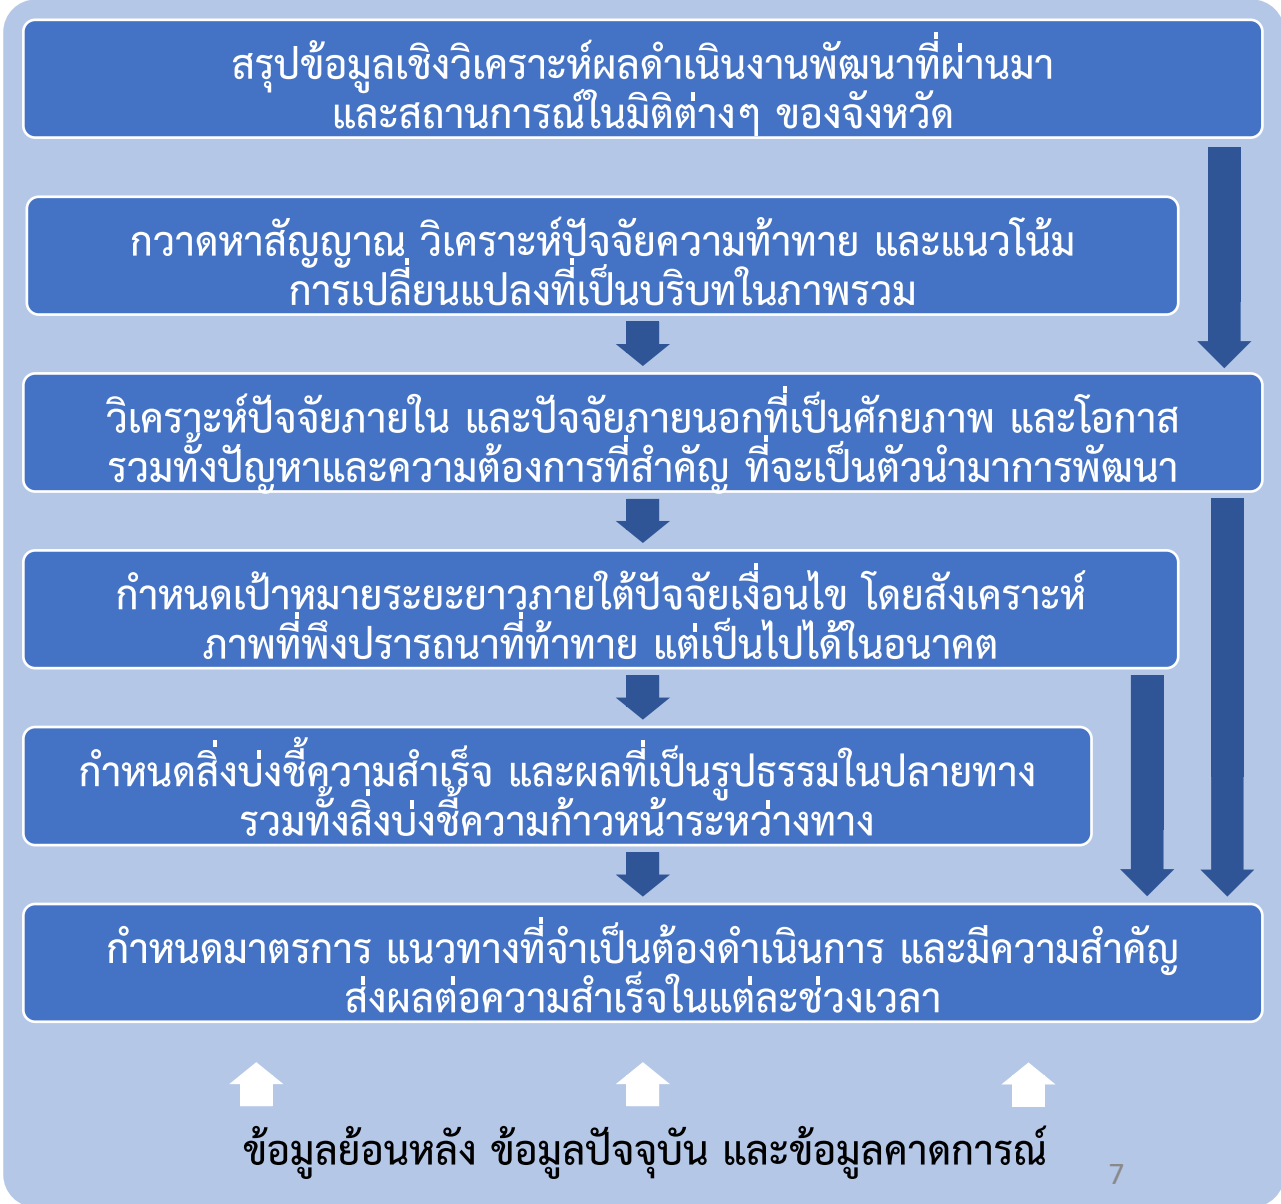 สรุปข้อมูลเชิงวิเคราะห์ผลดำเนินงานพัฒนาที่ผ่านมา
และสถานการณ์ในมิติต่างๆ ของจังหวัด
กวาดหาสัญญาณ วิเคราะห์ปัจจัยความท้าทาย และแนวโน้ม
การเปลี่ยนแปลงที่เป็นบริบทในภาพรวม
วิเคราะห์ปัจจัยภายใน และปัจจัยภายนอกที่เป็นศักยภาพ และโอกาส
รวมทั้งปัญหาและความต้องการที่สำคัญ ที่จะเป็นตัวนำมาการพัฒนา
กำหนดเป้าหมายระยะยาวภายใต้ปัจจัยเงื่อนไข โดยสังเคราะห์
ภาพที่พึงปรารถนาที่ท้าทาย แต่เป็นไปได้ในอนาคต
กำหนดสิ่งบ่งชี้ความสำเร็จ และผลที่เป็นรูปธรรมในปลายทาง
รวมทั้งสิ่งบ่งชี้ความก้าวหน้าระหว่างทาง
กำหนดมาตรการ แนวทางที่จำเป็นต้องดำเนินการ และมีความสำคัญ
ส่งผลต่อความสำเร็จในแต่ละช่วงเวลา
ข้อมูลย้อนหลัง ข้อมูลปัจจุบัน และข้อมูลคาดการณ์
7